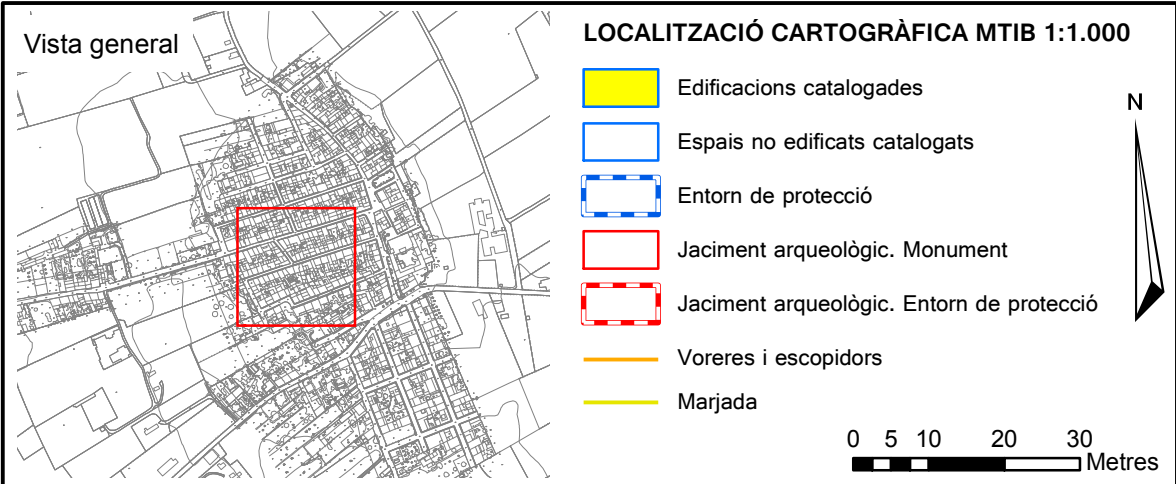 Vista general
LOCALITZACIÓ CARTOGRÀFICA MTIB 1:1.000
Edificacions catalogades
Espais no edificats catalogats
Entorn de protecció
Jaciment arqueològic. Monument
Jaciment arqueològic. Entorn de protecció
Voreres i escopidors
Marjada
N
0 5 10 20 30
Metres